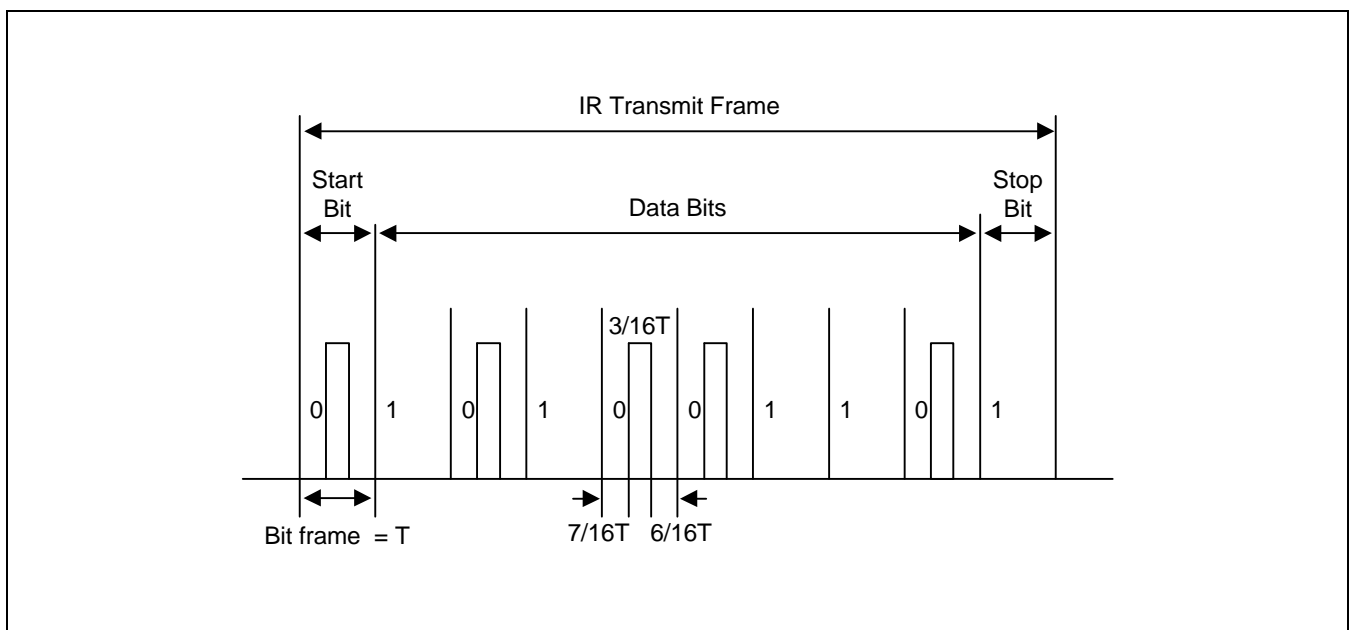 IR Transmit Frame
Start
Bit
Data Bits
Stop
Bit
3/16T
0 1 0 1 0 0 1 1 0 1
Bit frame = T
7/16T 6/16T